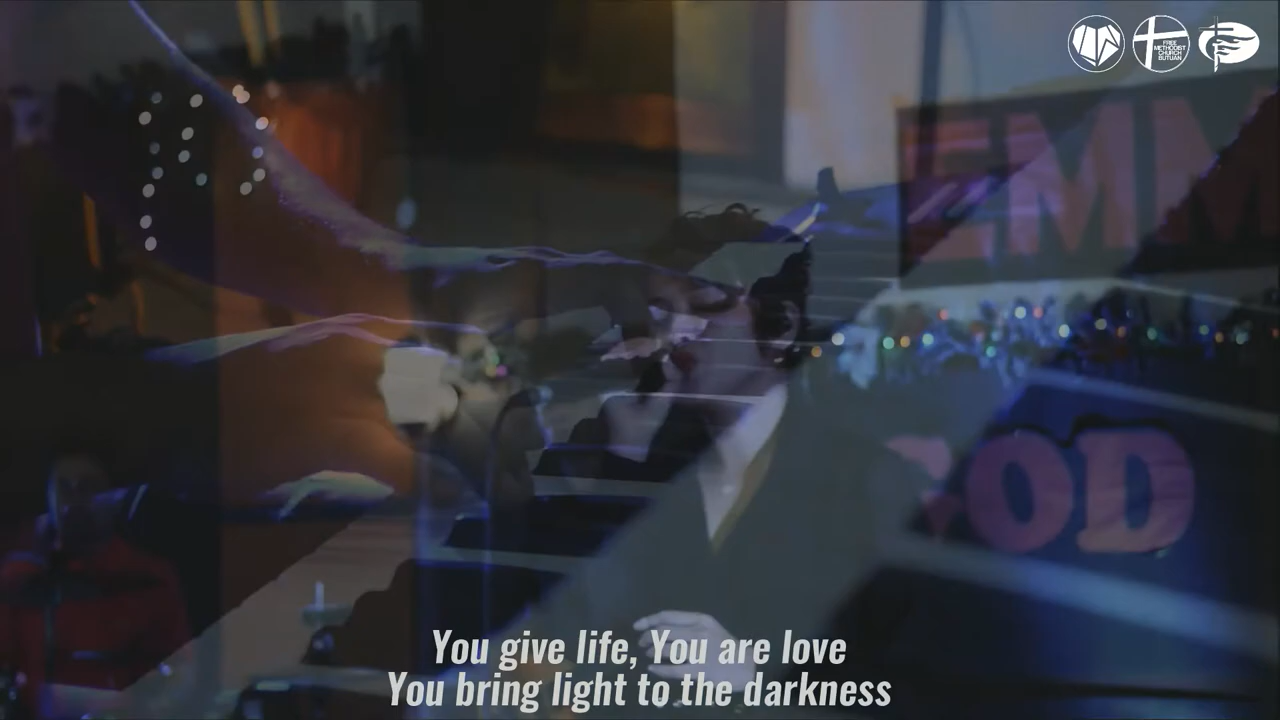 FREE
METHODIST
CHURCH
BUTUAN
EMM
OD
You give life, You are love
You bring light to the darkness